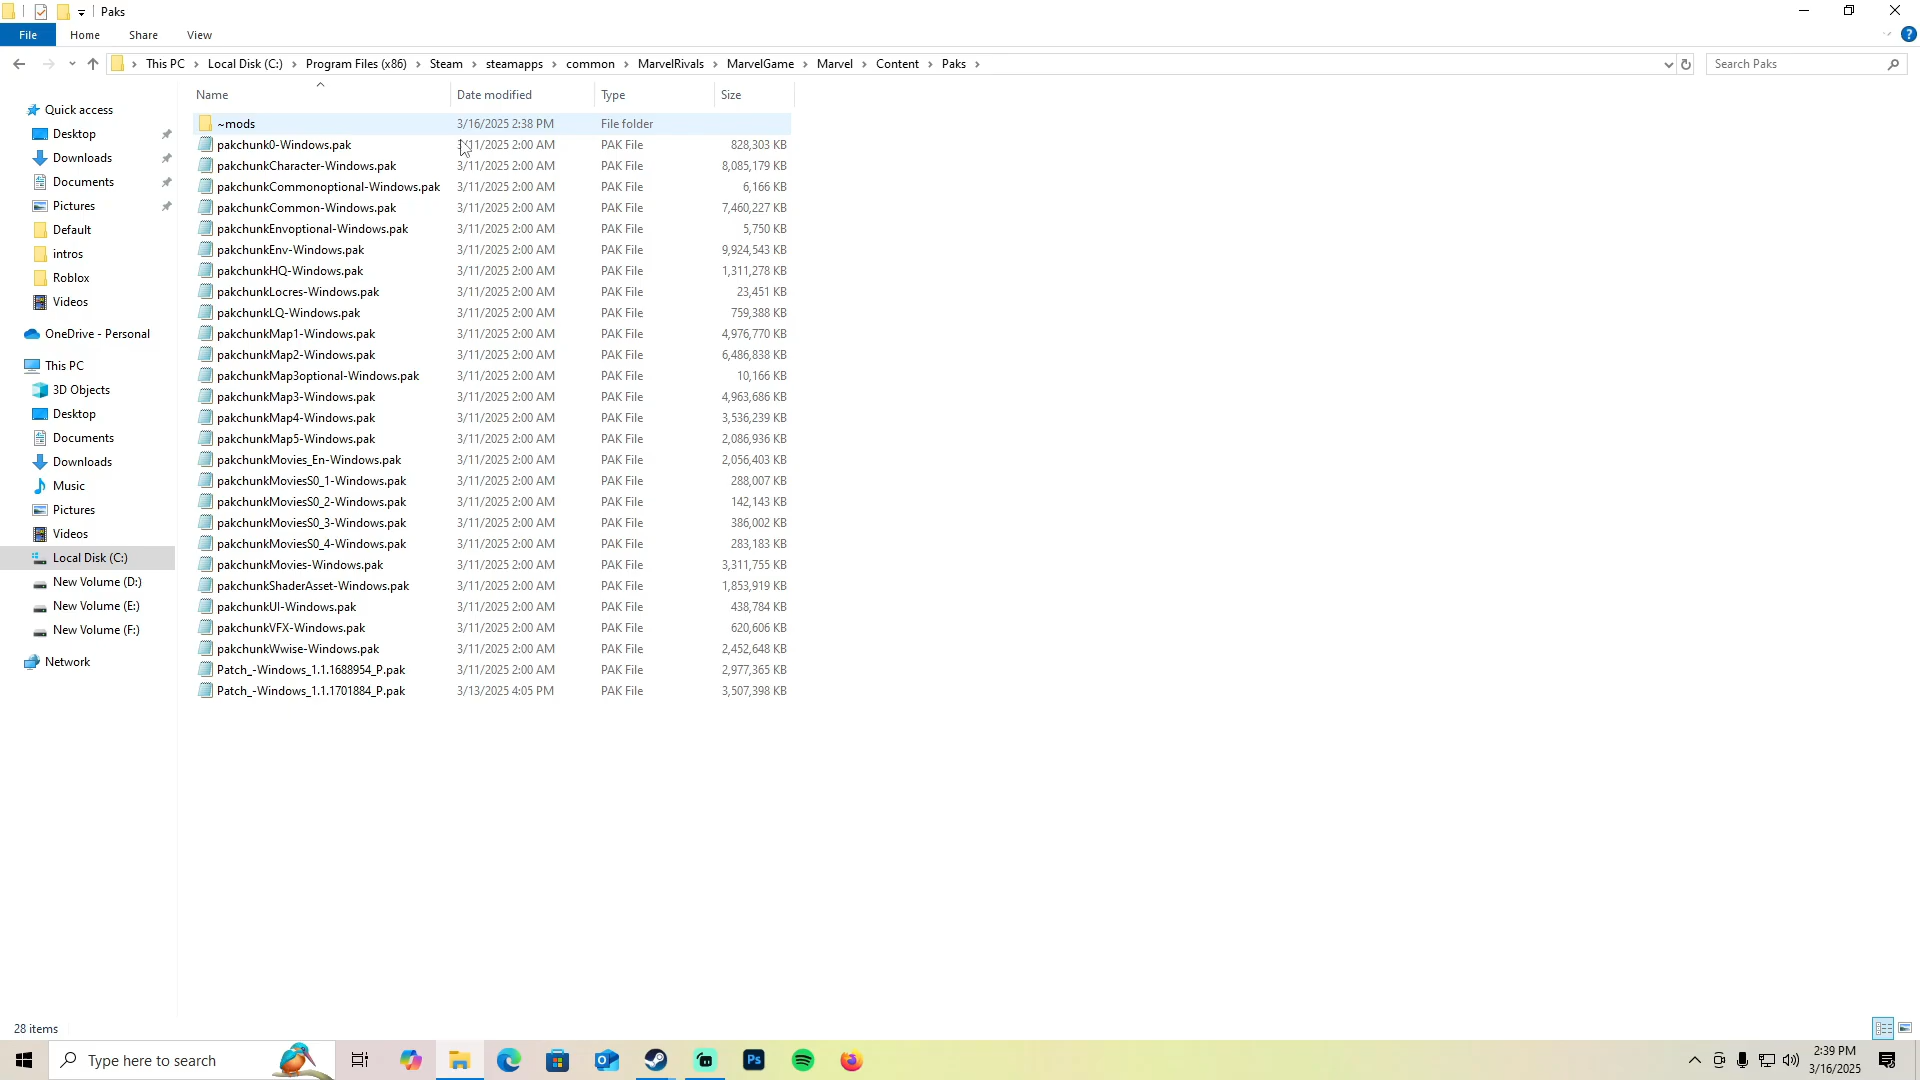 Paks
File Home Share View
This PC Local Disk (C:) Program Files (x86) Steam steamapps common MarvelRivals MarvelGame Marvel Content Paks
Search Paks
Name Date modified Type Size
Quick access
Desktop
Downloads
Documents
Pictures
Default
intros
Roblox
Videos
OneDrive - Personal
This PC
3D Objects
Desktop
Documents
Downloads
Music
Pictures
Videos
Local Disk (C:)
New Volume (D:)
New Volume (E:)
New Volume (F:)
Network
~mods 3/16/2025 2:38 PM File folder
pakchunk0-Windows.pak 3/11/2025 2:00 AM PAK File 828,303 KB
pakchunkCharacter-Windows.pak 3/11/2025 2:00 AM PAK File 8,085,179 KB
pakchunkCommonoptional-Windows.pak 3/11/2025 2:00 AM PAK File 6,166 KB
pakchunkCommon-Windows.pak 3/11/2025 2:00 AM PAK File 7,460,227 KB
pakchunkEnvoptional-Windows.pak 3/11/2025 2:00 AM PAK File 5,750 KB
pakchunkEnv-Windows.pak 3/11/2025 2:00 AM PAK File 9,924,543 KB
pakchunkHQ-Windows.pak 3/11/2025 2:00 AM PAK File 1,311,278 KB
pakchunkLocres-Windows.pak 3/11/2025 2:00 AM PAK File 23,451 KB
pakchunkLQ-Windows.pak 3/11/2025 2:00 AM PAK File 759,388 KB
pakchunkMap1-Windows.pak 3/11/2025 2:00 AM PAK File 4,976,770 KB
pakchunkMap2-Windows.pak 3/11/2025 2:00 AM PAK File 6,486,838 KB
pakchunkMap3optional-Windows.pak 3/11/2025 2:00 AM PAK File 10,166 KB
pakchunkMap3-Windows.pak 3/11/2025 2:00 AM PAK File 4,963,686 KB
pakchunkMap4-Windows.pak 3/11/2025 2:00 AM PAK File 3,536,239 KB
pakchunkMap5-Windows.pak 3/11/2025 2:00 AM PAK File 2,086,936 KB
pakchunkMovies_En-Windows.pak 3/11/2025 2:00 AM PAK File 2,056,403 KB
pakchunkMoviesS0_1-Windows.pak 3/11/2025 2:00 AM PAK File 288,007 KB
pakchunkMoviesS0_2-Windows.pak 3/11/2025 2:00 AM PAK File 142,143 KB
pakchunkMoviesS0_3-Windows.pak 3/11/2025 2:00 AM PAK File 386,002 KB
pakchunkMoviesS0_4-Windows.pak 3/11/2025 2:00 AM PAK File 283,183 KB
pakchunkMovies-Windows.pak 3/11/2025 2:00 AM PAK File 3,311,755 KB
pakchunkShaderAsset-Windows.pak 3/11/2025 2:00 AM PAK File 1,853,919 KB
pakchunkUI-Windows.pak 3/11/2025 2:00 AM PAK File 438,784 KB
pakchunkVFX-Windows.pak 3/11/2025 2:00 AM PAK File 620,606 KB
pakchunkWwise-Windows.pak 3/11/2025 2:00 AM PAK File 2,452,648 KB
Patch_-Windows_1.1.1688954_P.pak 3/11/2025 2:00 AM PAK File 2,977,365 KB
Patch_-Windows_1.1.1701884_P.pak 3/13/2025 4:05 PM PAK File 3,507,398 KB
28 items
Type here to search
Ps
2:39 PM
3/16/2025